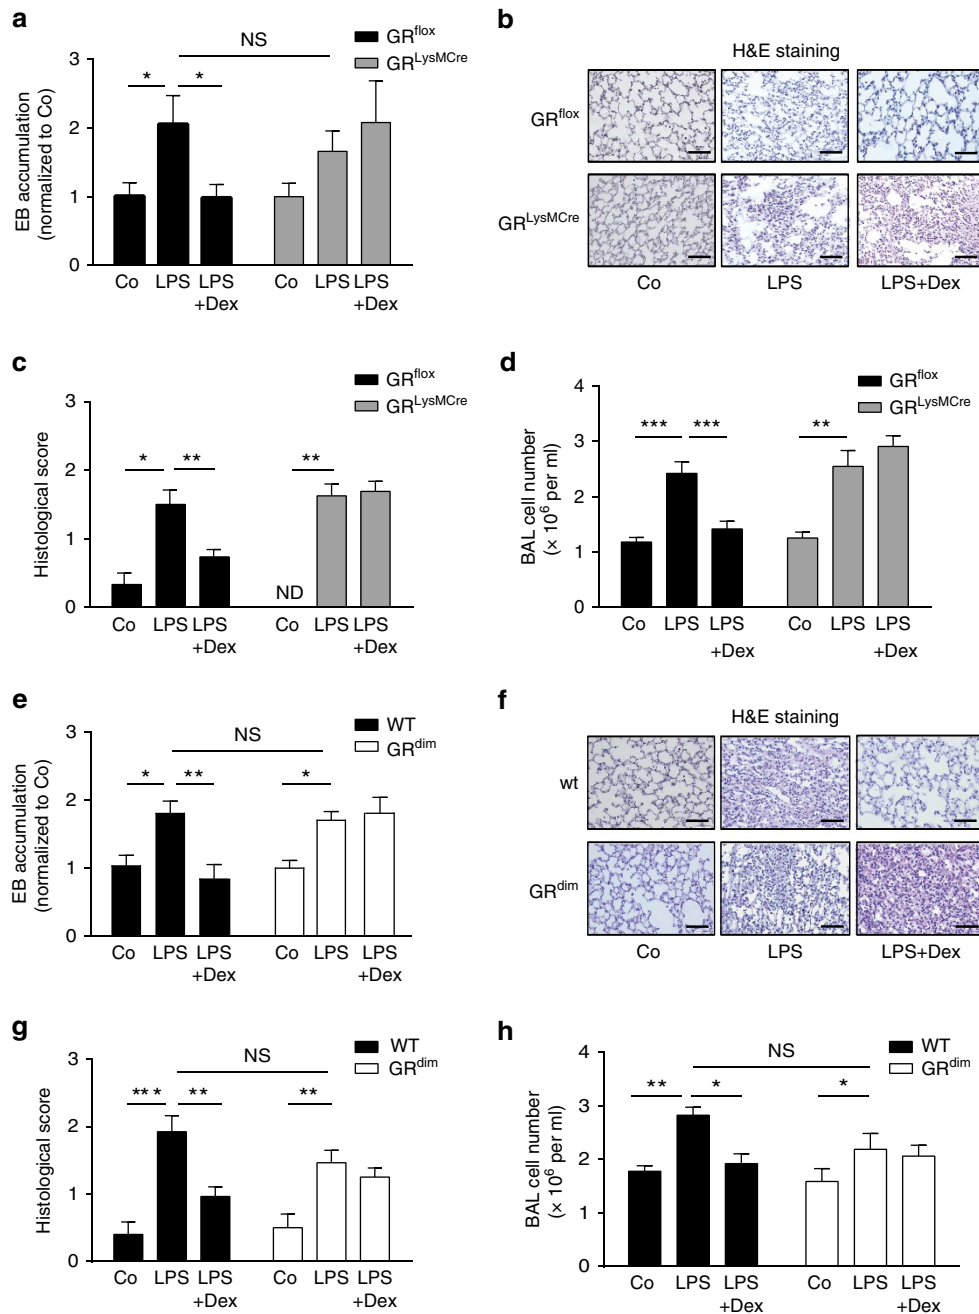 a
NS
GRflox
GRLysMCre
EB accumulation
(normalized to Co)
3
2
1
0
* *
Co LPS LPS Co LPS LPS
+Dex +Dex
b
H&E staining
GRflox
GRLysMCre
Co LPS LPS+Dex
c
GRflox
GRLysMCre
Histological score
3
2
1
0
* ** **
ND
Co LPS LPS Co LPS LPS
+Dex +Dex
d
GRflox
GRLysMCre
BAL cell number
(× 10⁶ per ml)
4
3
2
1
0
*** *** **
Co LPS LPS Co LPS LPS
+Dex +Dex
e
WT
GRdim
NS
EB accumulation
(normalized to Co)
3
2
1
0
* ** *
Co LPS LPS Co LPS LPS
+Dex +Dex
f
H&E staining
wt
GRdim
Co LPS LPS+Dex
g
WT
GRdim
NS
Histological score
3
2
1
0
*** ** **
Co LPS LPS Co LPS LPS
+Dex +Dex
h
WT
GRdim
NS
BAL cell number
(× 10⁶ per ml)
4
3
2
1
0
** * *
Co LPS LPS Co LPS LPS
+Dex +Dex